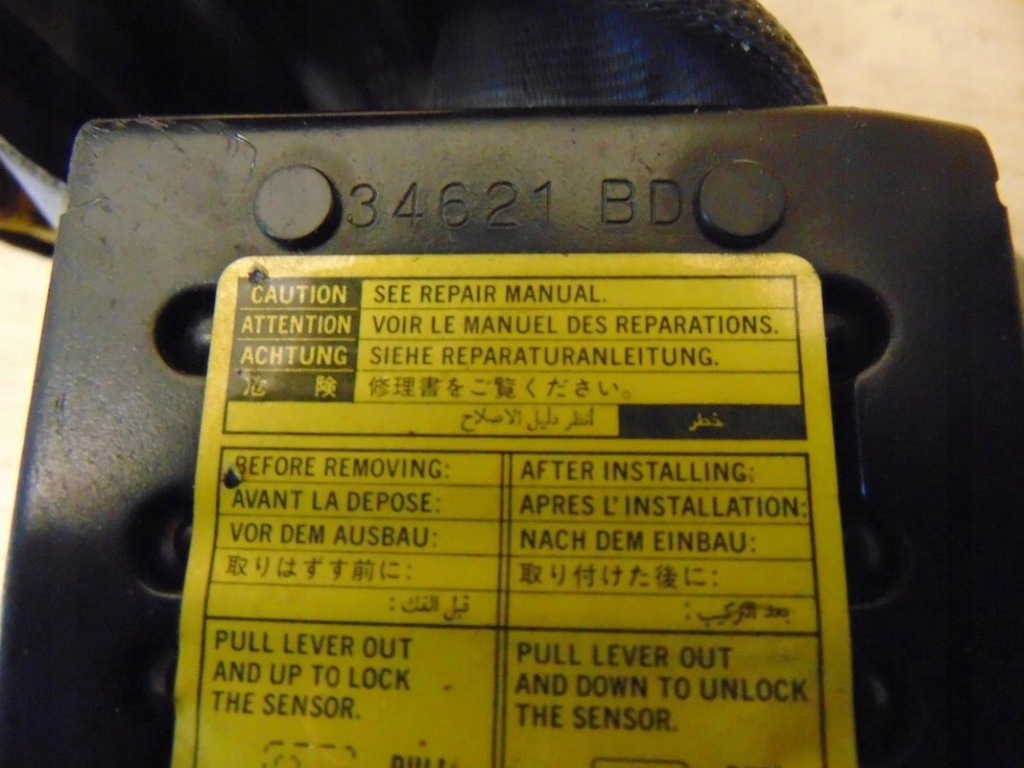 34621 BD
CAUTION SEE REPAIR MANUAL.
ATTENTION VOIR LE MANUEL DES REPARATIONS.
ACHTUNG SIEHE REPARATURANLEITUNG.
危 険 修理書をご覧ください。
خطر أنظر دليل الاصلاح
BEFORE REMOVING:
AVANT LA DEPOSE:
VOR DEM AUSBAU:
取りはずす前に:
قبل الفك :
PULL LEVER OUT
AND UP TO LOCK
THE SENSOR.
AFTER INSTALLING:
APRES L'INSTALLATION:
NACH DEM EINBAU:
取り付けた後に:
بعد التركيب :
PULL LEVER OUT
AND DOWN TO UNLOCK
THE SENSOR.